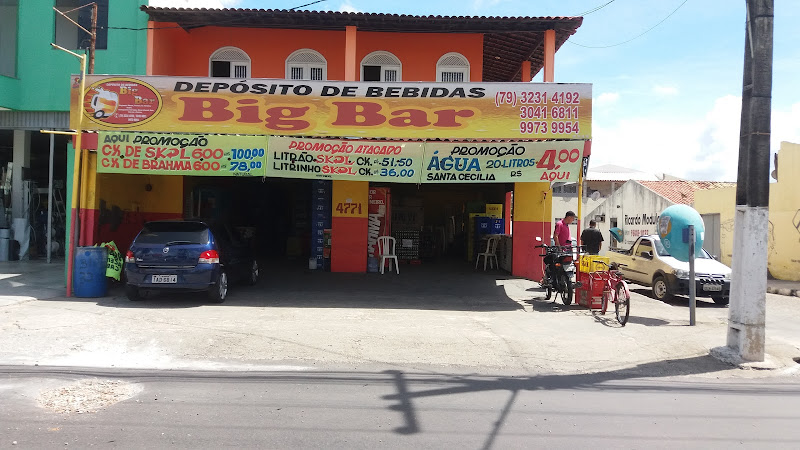 DEPÓSITO DE BEBIDAS
Big Bar
(79) 3231 4192
3041 6811
9973 9954
Big
Bar
AQUI PROMOÇÃO
CX. DE SKOL 600 100,00
CX. DE BRAHMA 600 78,00
PROMOÇÃO ATACADO
LITRÃO SKOL CX. 51,50
LITRINHO SKOL CX. 36,00
PROMOÇÃO
ÁGUA 20 LITROS 4,00
SANTA CECILIA R$ AQUI
4771
Ricardo